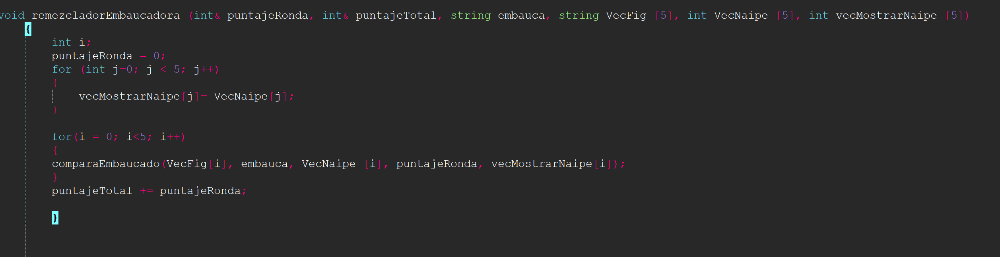 void remezcladorEmbaucadora (int& puntajeRonda, int& puntajeTotal, string embauca, string VecFig [5], int VecNaipe [5], int vecMostrarNaipe [5])
{
int i;
puntajeRonda = 0;
for (int j=0; j < 5; j++)
{
vecMostrarNaipe[j]= VecNaipe[j];
}
for(i = 0; i<5; i++)
{
comparaEmbaucado(VecFig[i], embauca, VecNaipe [i], puntajeRonda, vecMostrarNaipe[i]);
}
puntajeTotal += puntajeRonda;
}